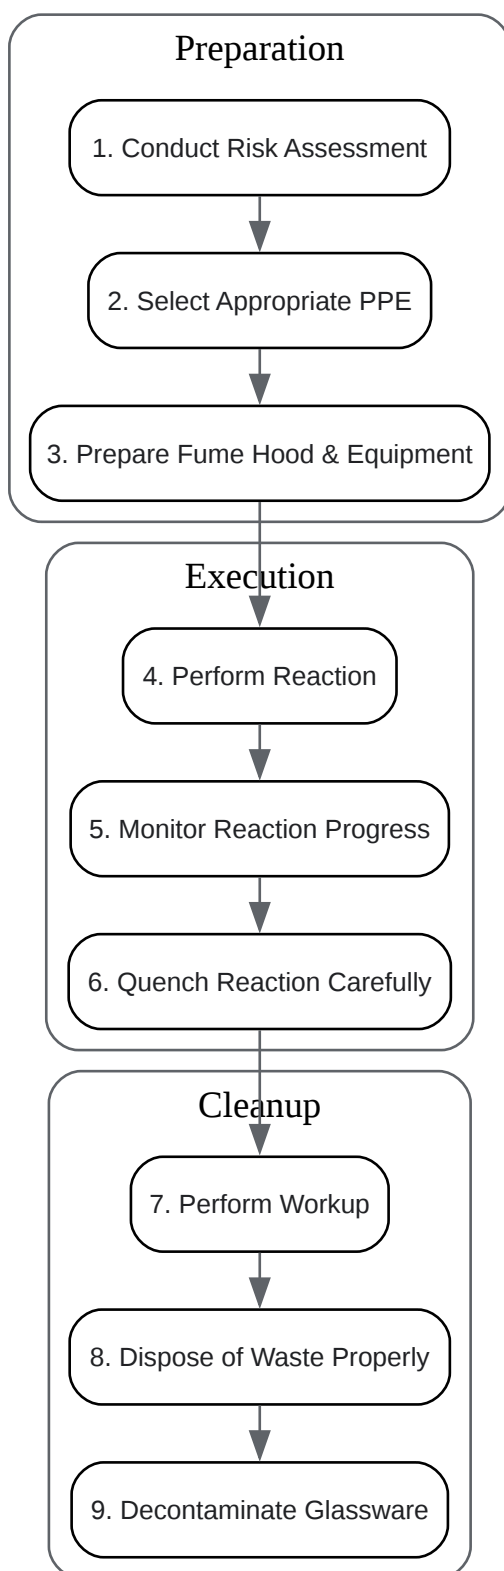 Preparation
1. Conduct Risk Assessment
2. Select Appropriate PPE
3. Prepare Fume Hood & Equipment
Execution
4. Perform Reaction
5. Monitor Reaction Progress
6. Quench Reaction Carefully
Cleanup
7. Perform Workup
8. Dispose of Waste Properly
9. Decontaminate Glassware